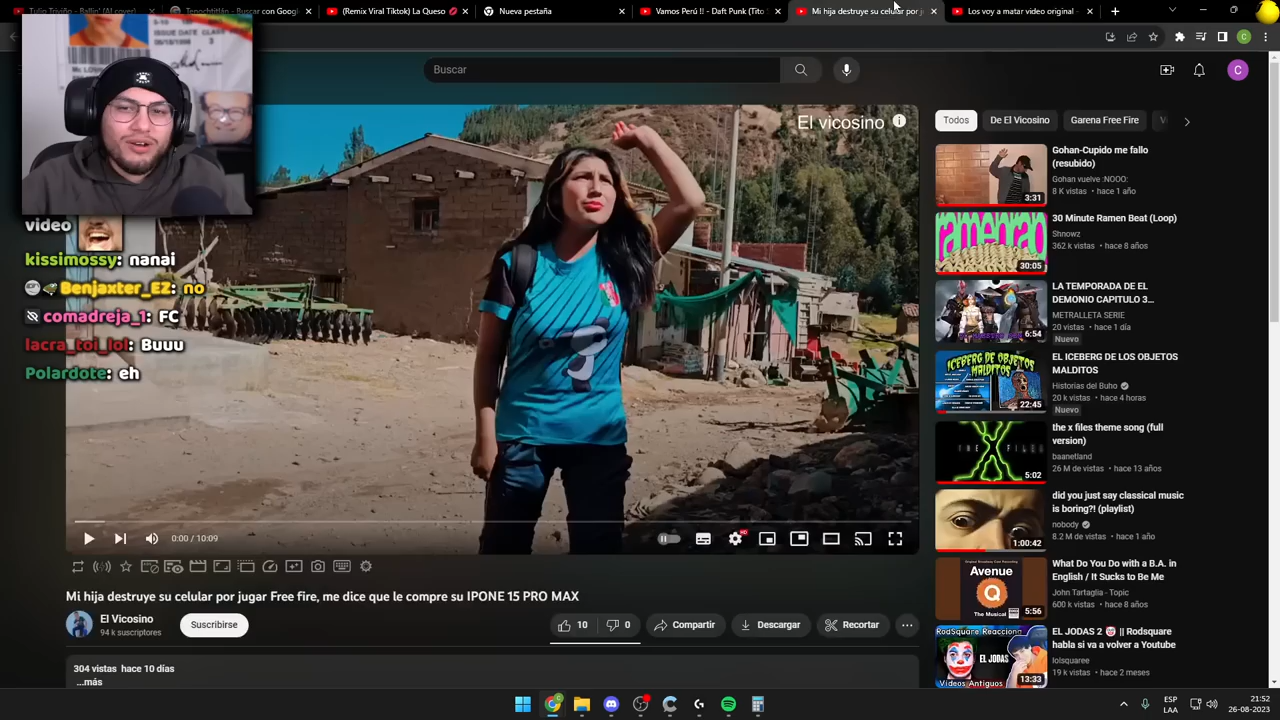 Tulio Triviño - Ballin' (AI cover)
Tenochtitlán - Buscar con Google
(Remix Viral Tiktok) La Queso 💋
Nueva pestaña
Mi hija destruye su celular por j
Los voy a matar video original -
ISSUE DATE CLASS
video
kissimossy: nanai
Benjaxter_EZ: no
comadreja_1: FC
lacra_toi_lol: Buuu
Polardote: eh
Buscar
El vicosino
0:00 / 10:09
Mi hija destruye su celular por jugar Free fire, me dice que le compre su IPONE 15 PRO MAX
El Vicosino
94 k suscriptores
Suscribirse
10
0
Compartir
Descargar
Recortar
304 vistas hace 10 días
...más
Todos
De El Vicosino
Garena Free Fire
Gohan-Cupido me fallo
(resubido)
Gohan vuelve :NOOO:
8 K vistas • hace 1 año
3:31
30 Minute Ramen Beat (Loop)
Shnowz
362 k vistas • hace 8 años
30:05
LA TEMPORADA DE EL
DEMONIO CAPITULO 3...
METRALLETA SERIE
20 vistas • hace 1 día
Nuevo
6:54
EL ICEBERG DE LOS OBJETOS
MALDITOS
Historias del Buho
20 k vistas • hace 4 horas
Nuevo
ICEBERG DE
OBJETOS
MALDITOS
22:45
the x files theme song (full
version)
baanetland
26 M de vistas • hace 13 años
THE X FILES
5:02
did you just say classical music
is boring?! (playlist)
nobody
8.2 M de vistas • hace 1 año
1:00:42
What Do You Do with a B.A. in
English / It Sucks to Be Me
John Tartaglia - Topic
600 k vistas • hace 8 años
Avenue
Q
The Musical
5:56
EL JODAS 2 🤡 || Rodsquare
habla si va a volver a Youtube
lolsquaree
19 k vistas • hace 2 meses
RodSquare Reacciona
EL JODAS
Videos Antiguos
13:33
ESP
LAA
21:52
26-08-2023